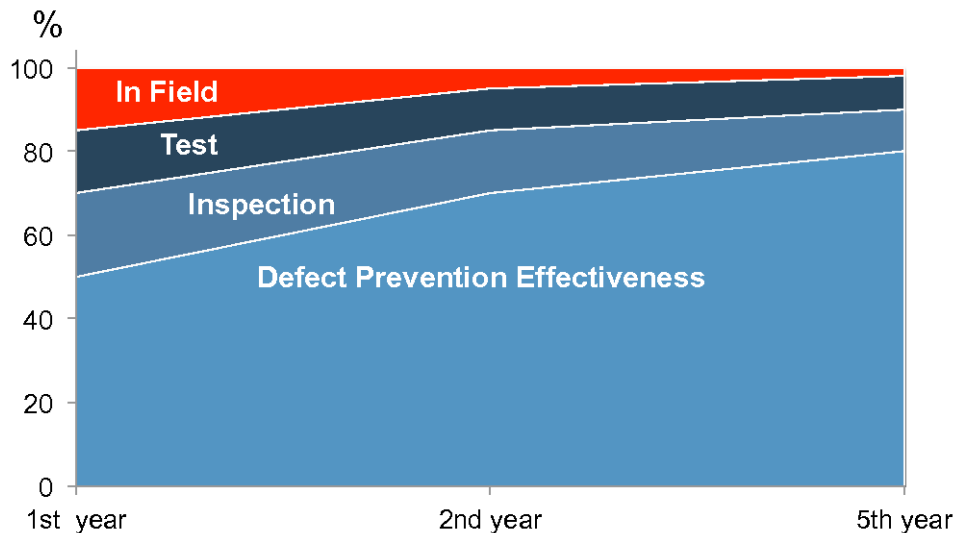 %
100
In Field
Test
80
Inspection
60
Defect Prevention Effectiveness
40
20
0
1st year 2nd year 5th year